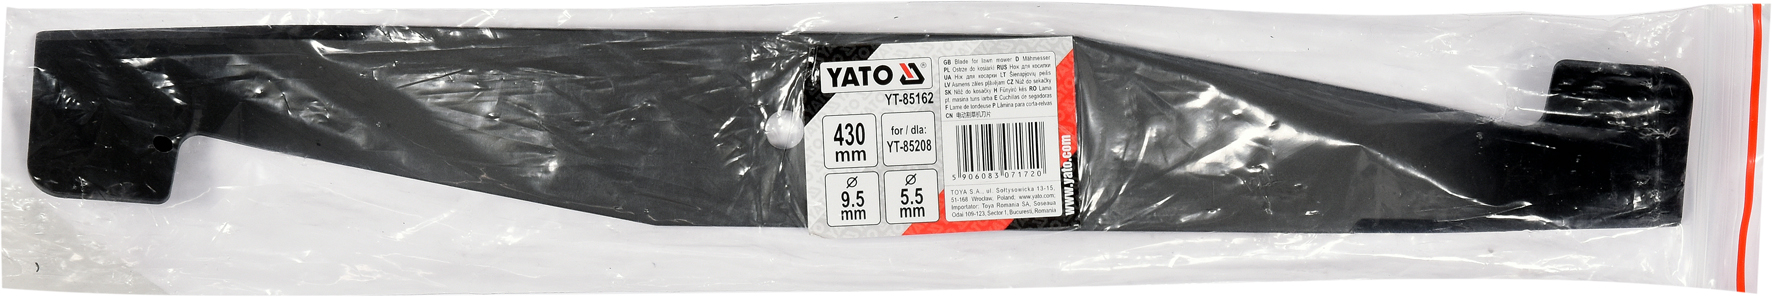 YATO ®
YT-85162
430
mm
for / dla:
YT-85208
Ø
9.5
mm
Ø
5.5
mm
GB Blade for lawn mower D Mähmesser
PL Ostrze do kosiarki RUS Нож для косилки
UA Ніж для косарки LT Šienapjovių peilis
LV Asmens zāles pļāvējam CZ Nůž do sekačky
SK Nôž do kosačky H Fűnyíró kés RO Lama
pt. masina tuns iarba E Cuchillas de segadoras
F Lame de tondeuse P Lâmina para corta-relvas
CN 电动割草机刀片
5 906083 071720
TOYA S.A., ul. Sołtysowicka 13-15,
51-168 Wrocław, Poland; www.yato.com;
Importator: Toya Romania SA, Soseaua
Odai 109-123, Sector 1, Bucuresti, Romania
www.yato.com